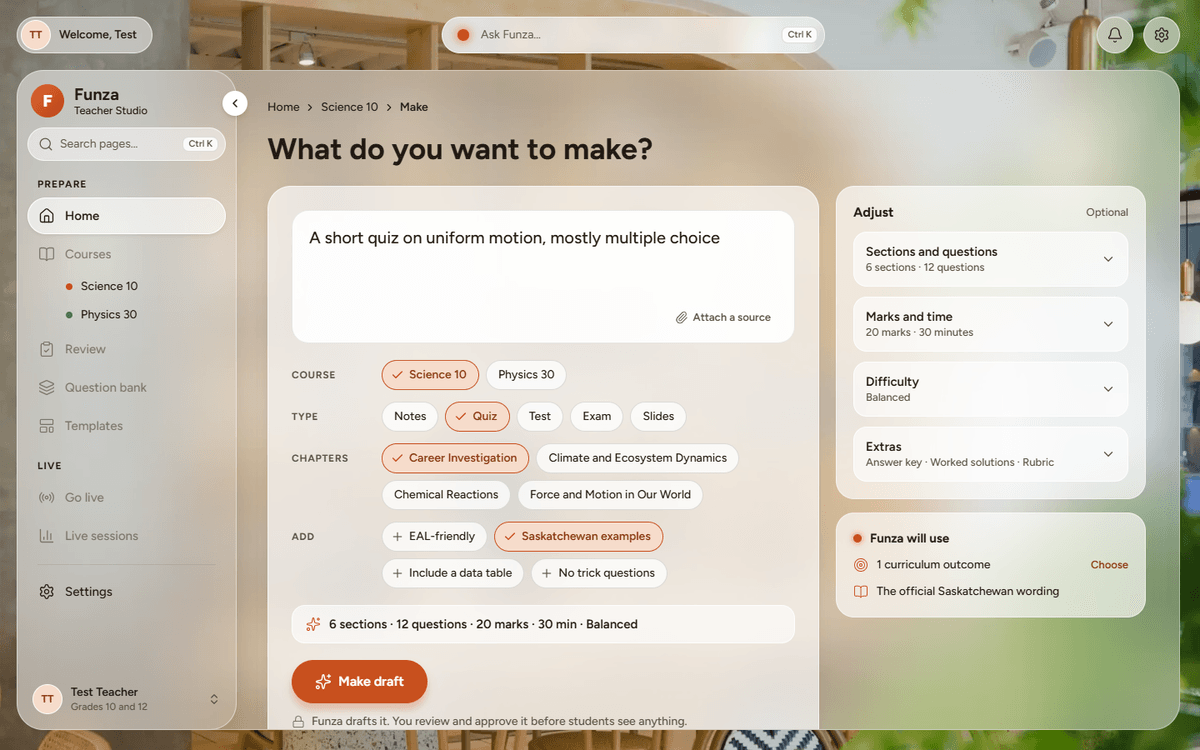 TT Welcome, Test
Ask Funza... Ctrl K
F Funza
Teacher Studio
Search pages... Ctrl K
PREPARE
Home
Courses
Science 10
Physics 30
Review
Question bank
Templates
LIVE
Go live
Live sessions
Settings
TT Test Teacher
Grades 10 and 12
Home > Science 10 > Make
What do you want to make?
A short quiz on uniform motion, mostly multiple choice
Attach a source
COURSE Science 10 Physics 30
TYPE Notes Quiz Test Exam Slides
CHAPTERS Career Investigation Climate and Ecosystem Dynamics
Chemical Reactions Force and Motion in Our World
ADD + EAL-friendly Saskatchewan examples
+ Include a data table + No trick questions
6 sections · 12 questions · 20 marks · 30 min · Balanced
Make draft
Funza drafts it. You review and approve it before students see anything.
Adjust Optional
Sections and questions
6 sections · 12 questions
Marks and time
20 marks · 30 minutes
Difficulty
Balanced
Extras
Answer key · Worked solutions · Rubric
Funza will use
1 curriculum outcome Choose
The official Saskatchewan wording